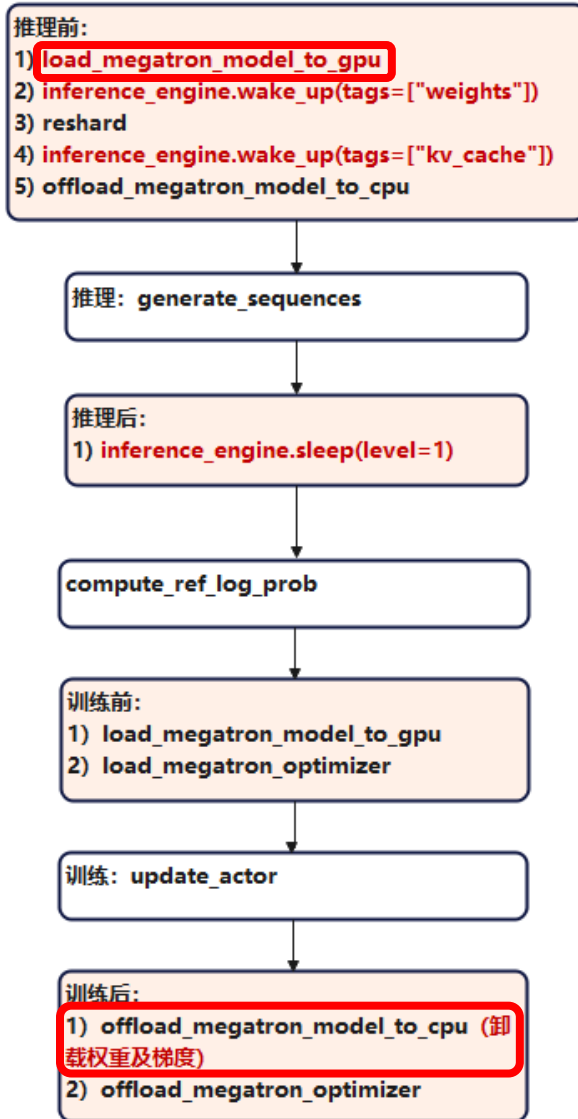 推理前：
1) load_megatron_model_to_gpu
2) inference_engine.wake_up(tags=["weights"])
3) reshard
4) inference_engine.wake_up(tags=["kv_cache"])
5) offload_megatron_model_to_cpu
推理：generate_sequences
推理后：
1) inference_engine.sleep(level=1)
compute_ref_log_prob
训练前：
1）load_megatron_model_to_gpu
2）load_megatron_optimizer
训练：update_actor
训练后：
1）offload_megatron_model_to_cpu（卸
载权重及梯度）
2）offload_megatron_optimizer